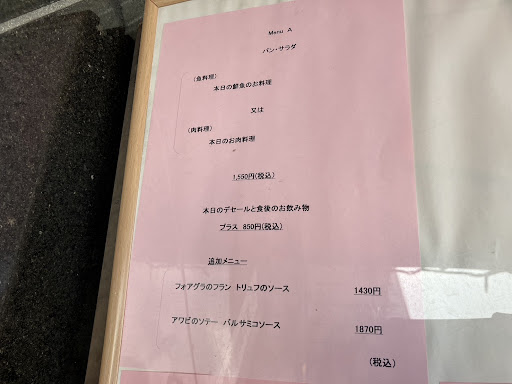 Menu A
パン・サラダ
(魚料理)
本日の鮮魚のお料理
又は
(肉料理)
本日のお肉料理
1,550円(税込)
本日のデセールと食後のお飲み物
プラス 850円(税込)
追加メニュー
フォアグラのフラン トリュフのソース 1430円
アワビのソテー バルサミコソース 1870円
(税込)